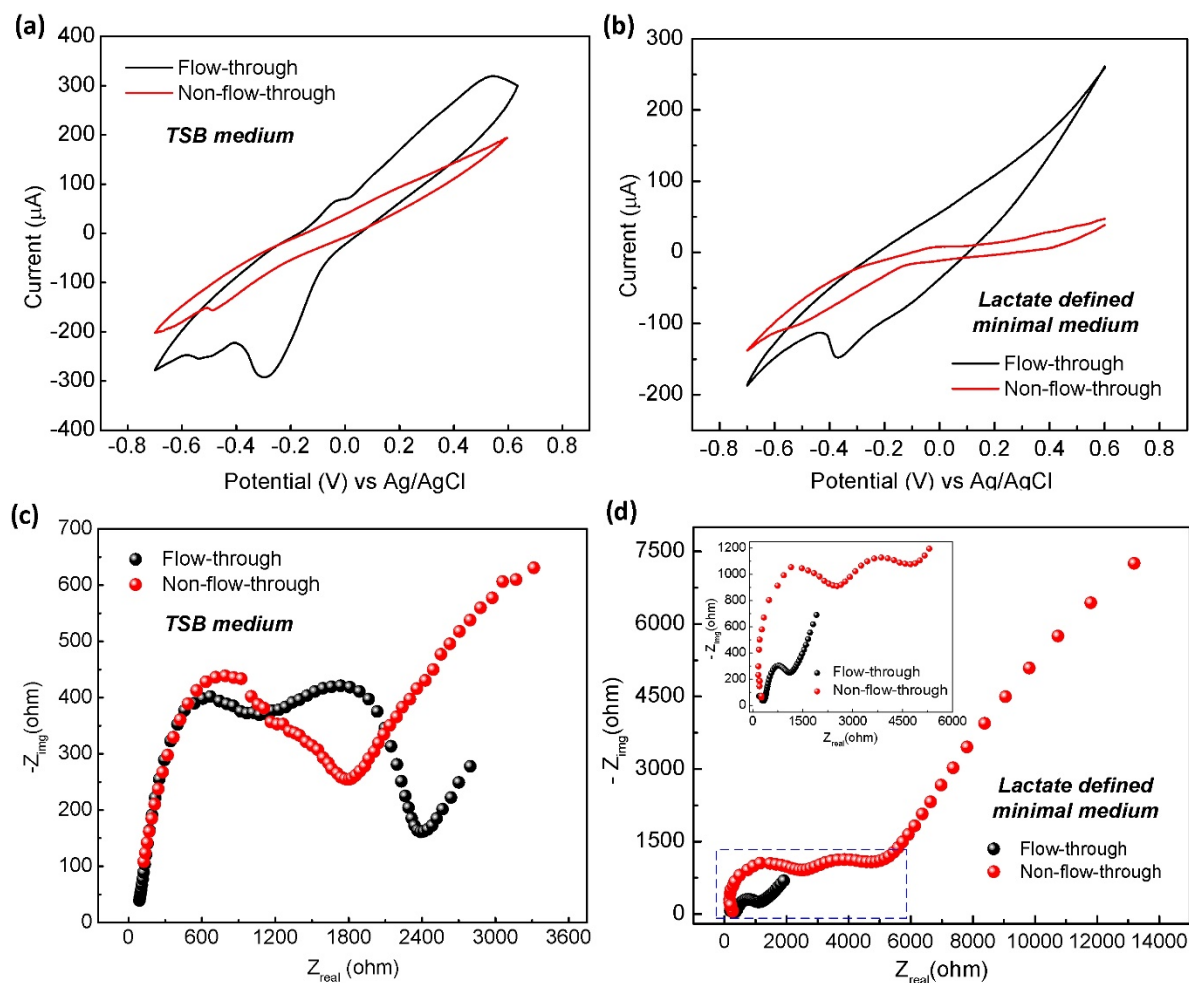 (a)
400
300
200
100
0
-100
-200
-300
-400
Current (μA)
Flow-through
Non-flow-through
TSB medium
-0.8 -0.6 -0.4 -0.2 0.0 0.2 0.4 0.6 0.8
Potential (V) vs Ag/AgCl
(b)
300
200
100
0
-100
-200
Current (μA)
Lactate defined
minimal medium
Flow-through
Non-flow-through
-0.8 -0.6 -0.4 -0.2 0.0 0.2 0.4 0.6 0.8
Potential (V) vs Ag/AgCl
(c)
700
600
500
400
300
200
100
0
-Zimg(ohm)
Flow-through
Non-flow-through
TSB medium
0 600 1200 1800 2400 3000 3600
Zreal (ohm)
(d)
7500
6000
4500
3000
1500
0
- Zimg(ohm)
1200
1000
800
600
400
200
0
- Zimg(ohm)
Flow-through
Non-flow-through
0 1500 3000 4500 6000
Zreal(ohm)
Lactate defined
minimal medium
Flow-through
Non-flow-through
0 2000 4000 6000 8000 10000 12000 14000
Zreal(ohm)